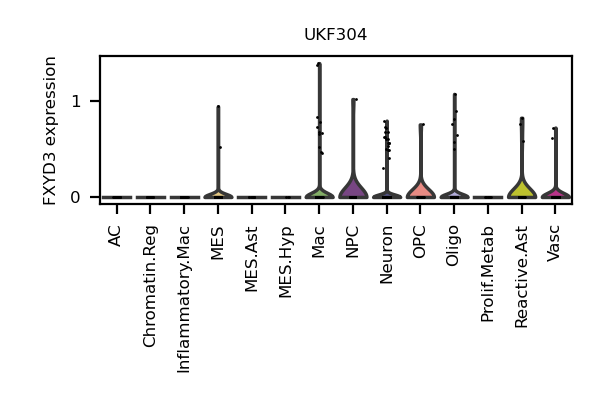 UKF304
FXYD3 expression
1
0
AC
Chromatin.Reg
Inflammatory.Mac
MES
MES.Ast
MES.Hyp
Mac
NPC
Neuron
OPC
Oligo
Prolif.Metab
Reactive.Ast
Vasc